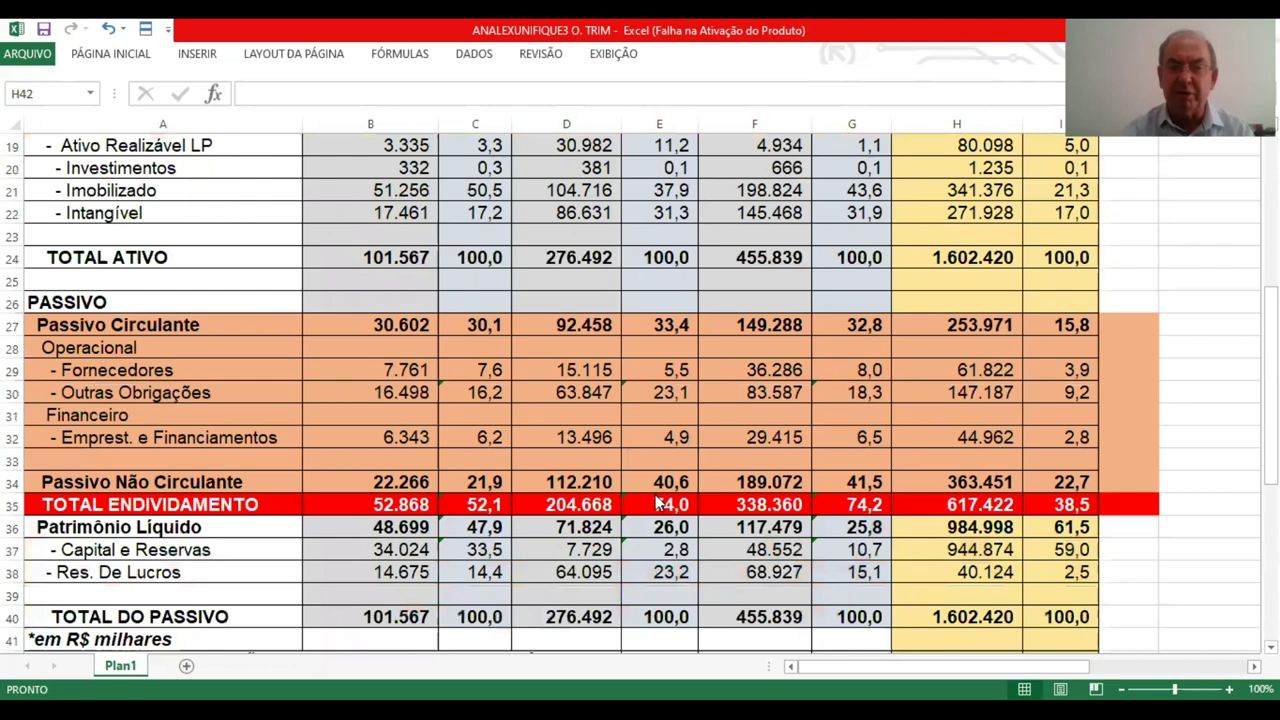 ANALEXUNIFIQUE3 O. TRIM - Excel (Falha na Ativação do Produto)
ARQUIVO PÁGINA INICIAL INSERIR LAYOUT DA PÁGINA FÓRMULAS DADOS REVISÃO EXIBIÇÃO
H42 fx
A B C D E F G H I
19 - Ativo Realizável LP 3.335 3,3 30.982 11,2 4.934 1,1 80.098 5,0
20 - Investimentos 332 0,3 381 0,1 666 0,1 1.235 0,1
21 - Imobilizado 51.256 50,5 104.716 37,9 198.824 43,6 341.376 21,3
22 - Intangível 17.461 17,2 86.631 31,3 145.468 31,9 271.928 17,0
23
24 TOTAL ATIVO 101.567 100,0 276.492 100,0 455.839 100,0 1.602.420 100,0
25
26 PASSIVO
27 Passivo Circulante 30.602 30,1 92.458 33,4 149.288 32,8 253.971 15,8
28 Operacional
29 - Fornecedores 7.761 7,6 15.115 5,5 36.286 8,0 61.822 3,9
30 - Outras Obrigações 16.498 16,2 63.847 23,1 83.587 18,3 147.187 9,2
31 Financeiro
32 - Emprest. e Financiamentos 6.343 6,2 13.496 4,9 29.415 6,5 44.962 2,8
33
34 Passivo Não Circulante 22.266 21,9 112.210 40,6 189.072 41,5 363.451 22,7
35 TOTAL ENDIVIDAMENTO 52.868 52,1 204.668 338.360 74,2 617.422 38,5
36 Patrimônio Líquido 48.699 47,9 71.824 26,0 117.479 25,8 984.998 61,5
37 - Capital e Reservas 34.024 33,5 7.729 2,8 48.552 10,7 944.874 59,0
38 - Res. De Lucros 14.675 14,4 64.095 23,2 68.927 15,1 40.124 2,5
39
40 TOTAL DO PASSIVO 101.567 100,0 276.492 100,0 455.839 100,0 1.602.420 100,0
41 *em R$ milhares
Plan1
PRONTO 100%